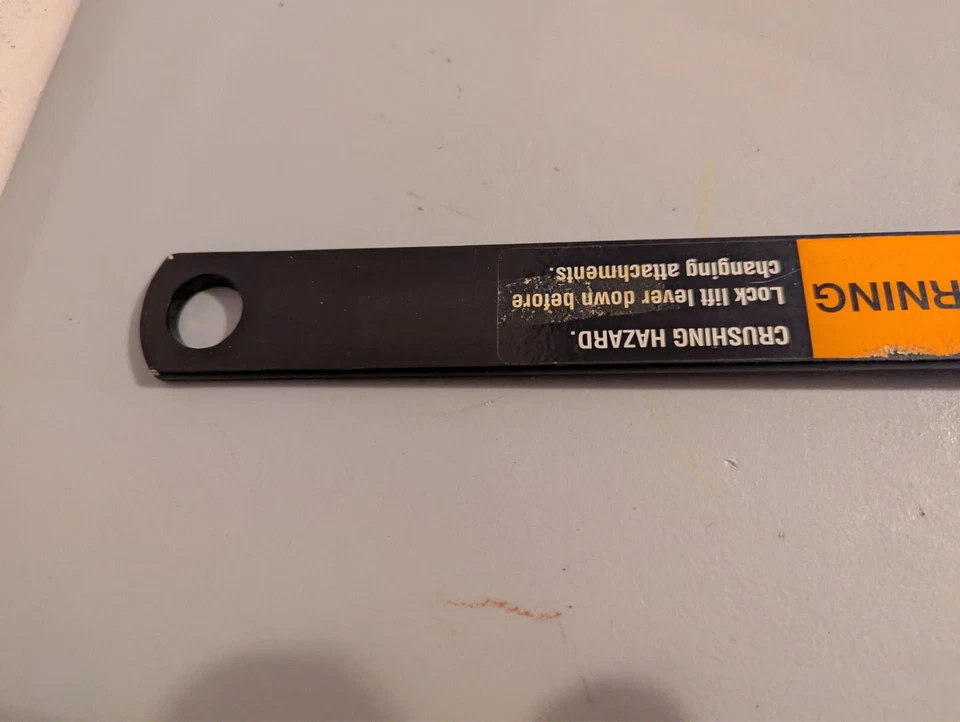 RNING
CRUSHING HAZARD.
Lock lift lever down before
changing attachments.